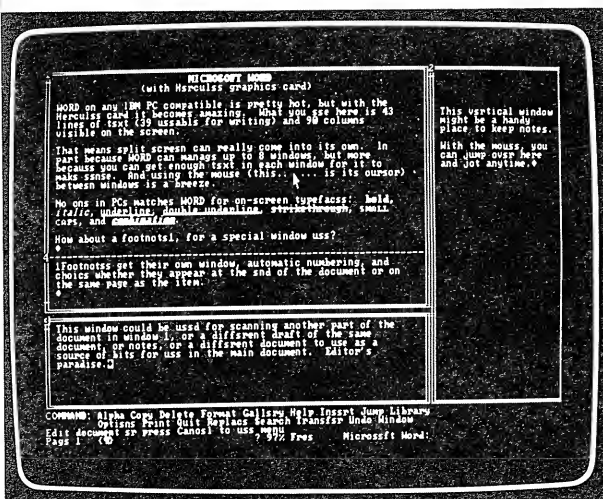 2
MICROSOFT WORD
(with Hercules graphics card)
WORD on any IBM PC compatible is pretty hot, but with the
Hercules card it becomes amazing. What you see here is 43
lines of text (39 usable for writing) and 90 columns
visible on the screen.
That means split screen can really come into its own. In
part because WORD can manage up to 8 windows, but more
because you can get enough text in each window for it to
make sense. And using the mouse (this.. is its cursor)
between windows is a breeze.
No one in PCs matches WORD for on-screen typefaces: bold,
italic, underline, double underline, strikethrough, SMALL
CAPS, and combination.
How about a footnote1, for a special window use?
1Footnotes get their own window, automatic numbering, and
choice whether they appear at the end of the document or on
the same page as the item.
This window could be used for scanning another part of the
document in window 1, or a different draft of the same
document, or notes, or a different document to use as a
source of bits for use in the main document. Editor's
paradise.
This vertical window
might be a handy
place to keep notes.
With the mouse, you
can jump over here
and jot anytime.
COMMAND: Alpha Copy Delete Format Gallery Help Insert Jump Library
Options Print Quit Replace Search Transfer Undo Window
Edit document or press Cancel to use menu
Page 1 ? 97% Free Microsoft Word: